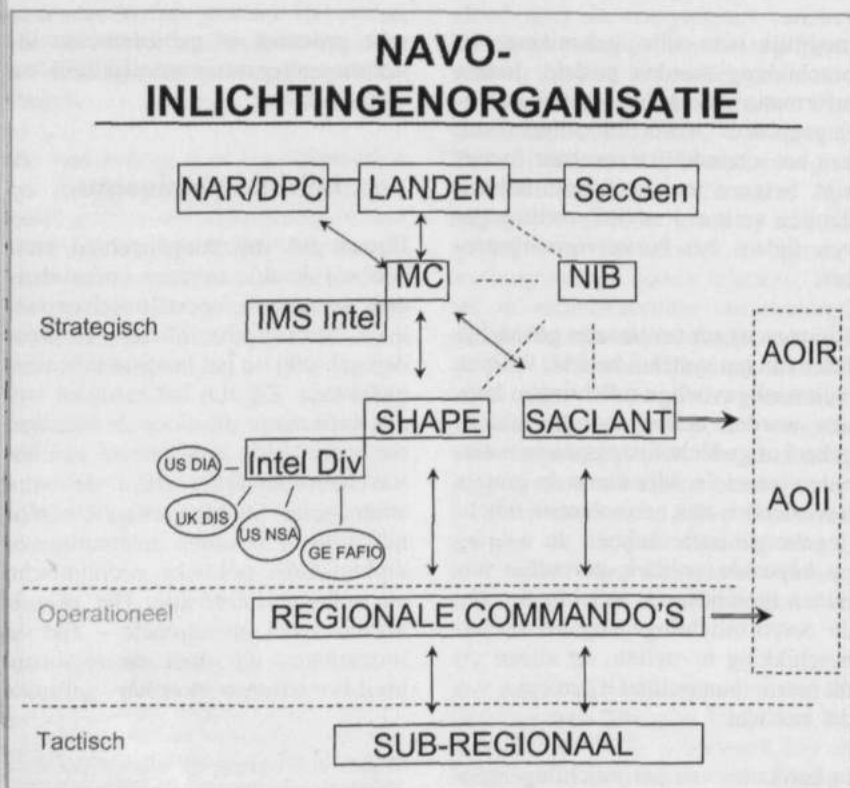 NAVO-
INLICHTINGENORGANISATIE
NAR/DPC LANDEN SecGen
MC NIB
IMS Intel
Strategisch
AOIR
SHAPE SACLANT
US DIA Intel Div
AOII
UK DIS
US NSA
GE FAFIO
Operationeel REGIONALE COMMANDO'S
Tactisch SUB-REGIONAAL